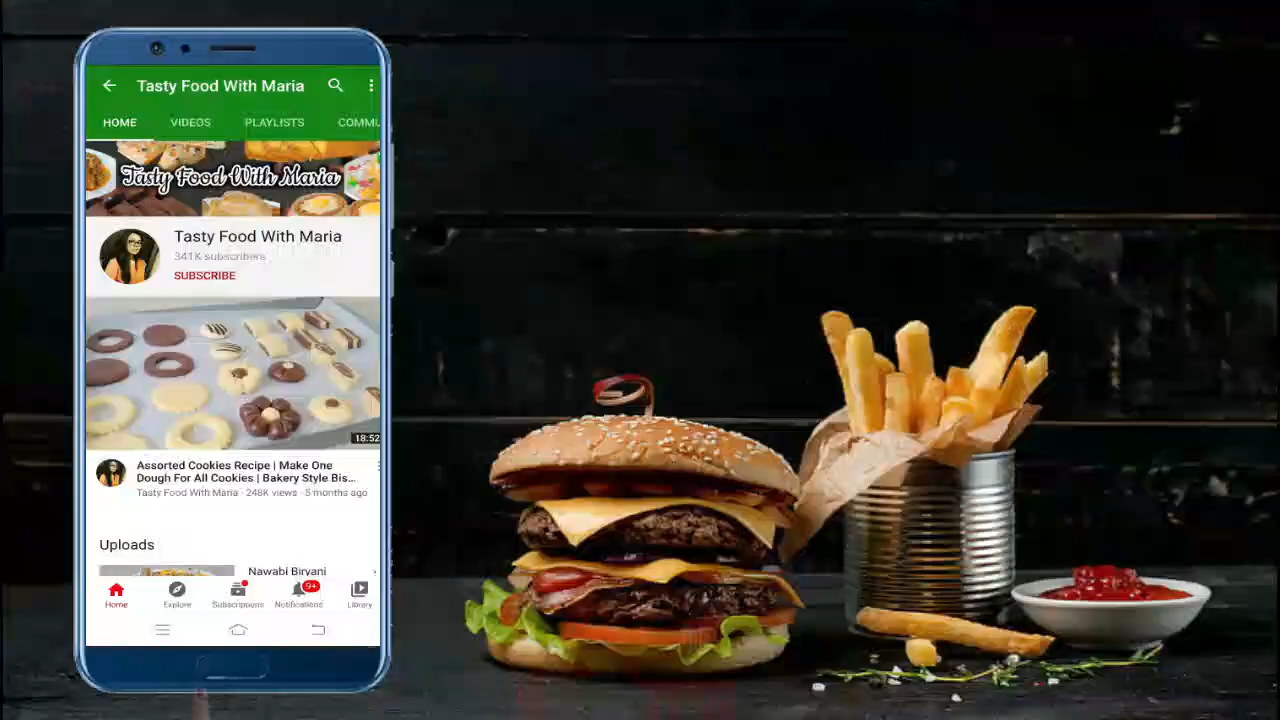 Tasty Food With Maria
HOME VIDEOS PLAYLISTS COMMU
Tasty Food With Maria
Tasty Food With Maria
341K subscribers
SUBSCRIBE
18:52
Assorted Cookies Recipe | Make One
Dough For All Cookies | Bakery Style Bis...
Tasty Food With Maria · 248K views · 5 months ago
Uploads
Nawabi Biryani
9+
Home Explore Subscriptions Notifications Library